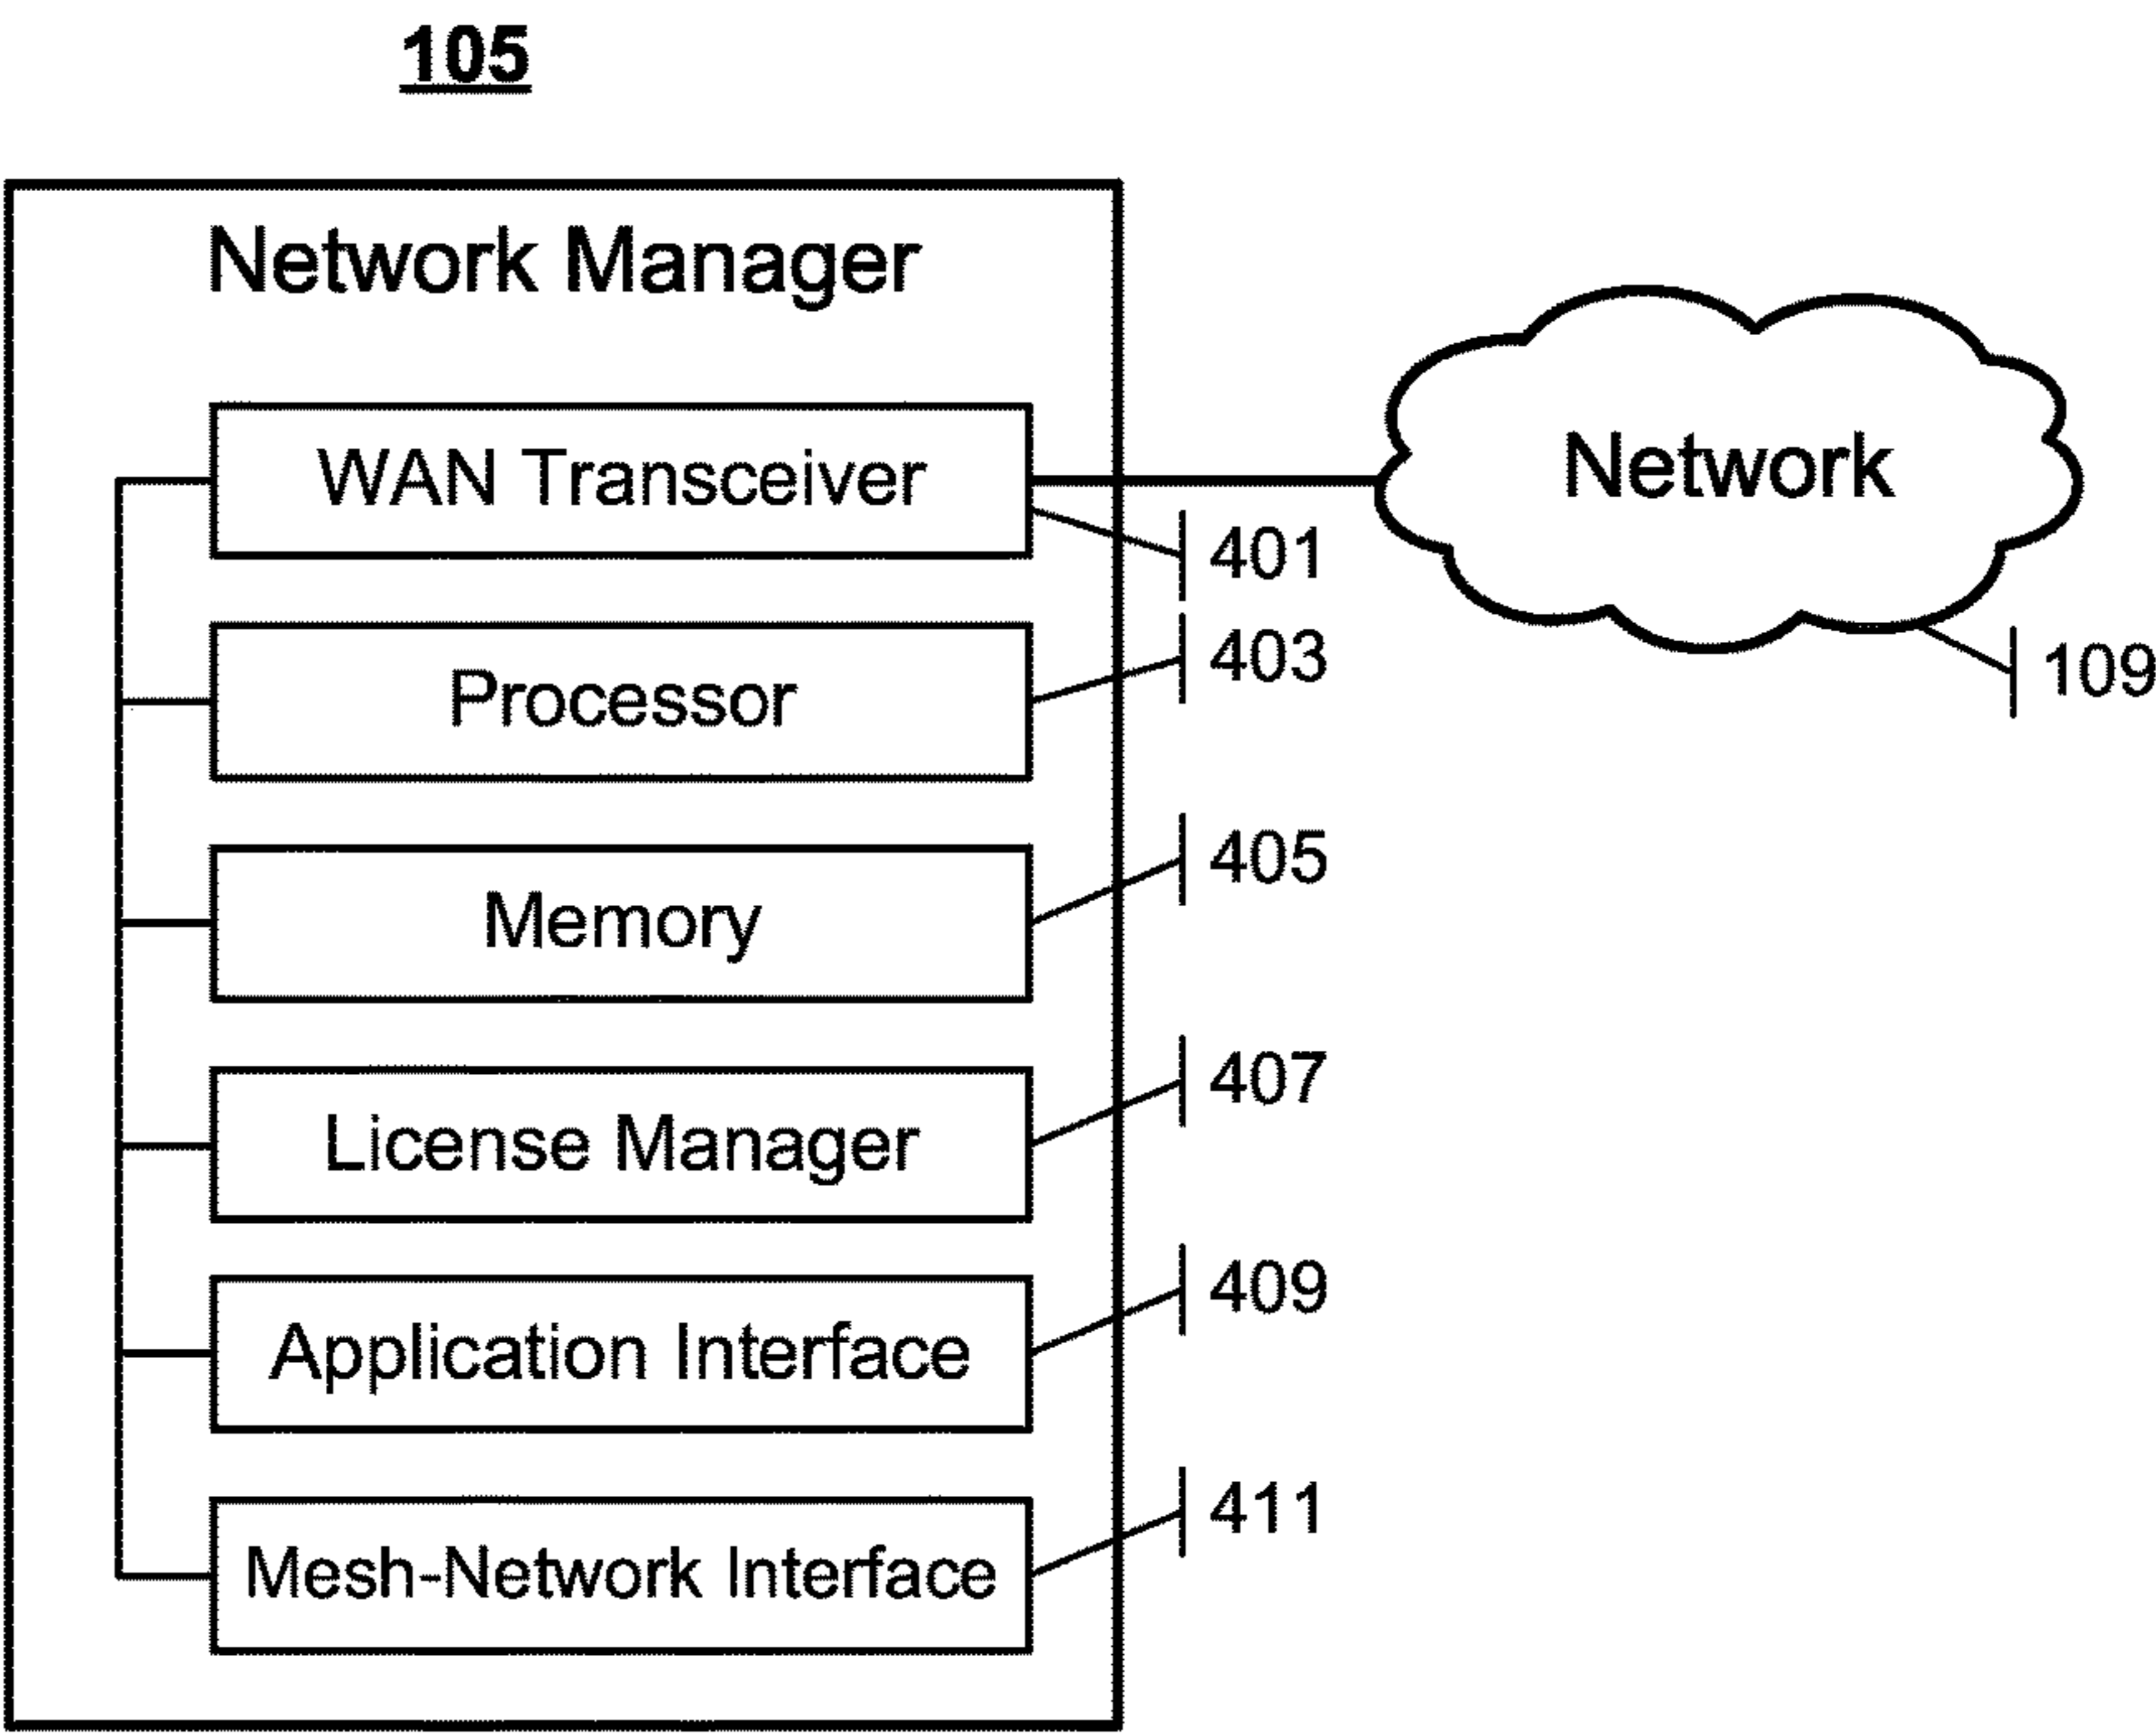 105
Network Manager
WAN Transceiver
Network
401
Processor
403
109
Memory
405
License Manager
407
Application Interface
409
Mesh-Network Interface
411